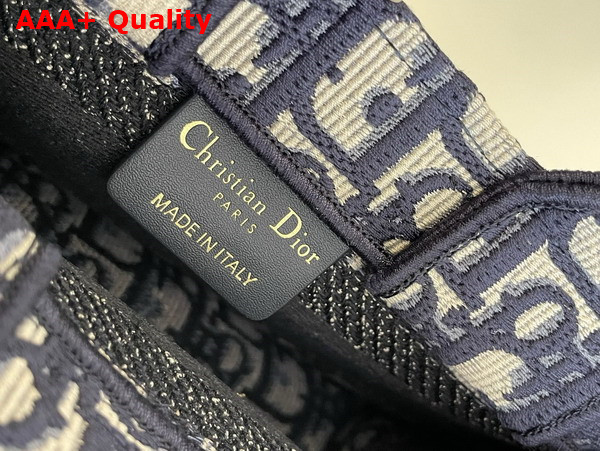 AAA+ Quality
Christian Dior
PARIS
MADE IN ITALY